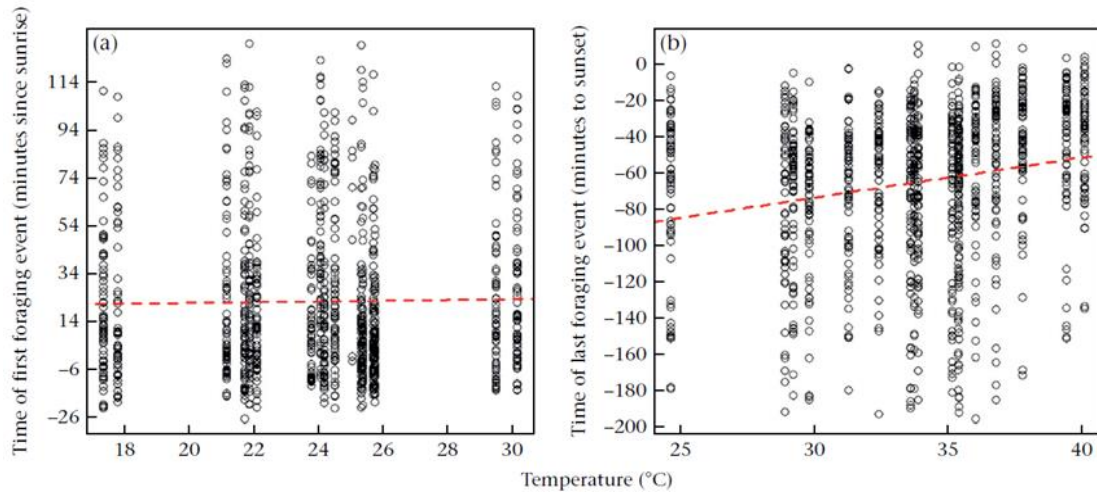 (a)
Time of first foraging event (minutes since sunrise)
114
94
74
54
34
14
−6
−26
18 20 22 24 26 28 30
(b)
Time of last foraging event (minutes to sunset)
0
−20
−40
−60
−80
−100
−120
−140
−160
−180
−200
25 30 35 40
Temperature (°C)